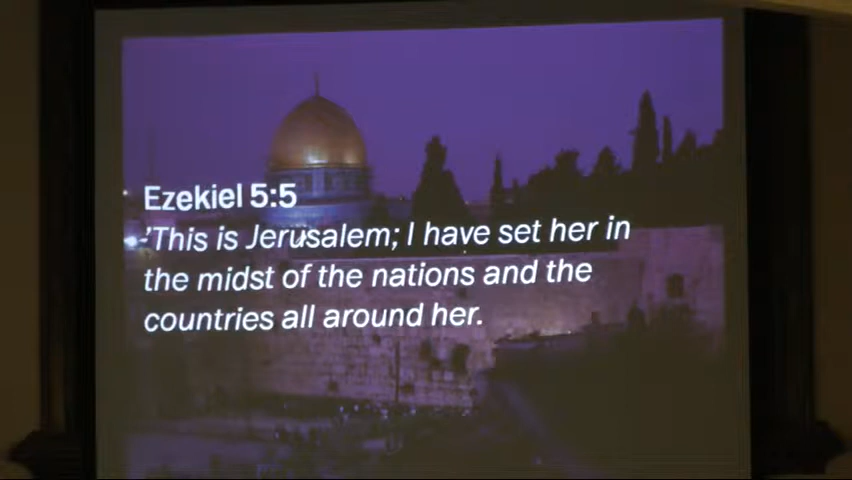 Ezekiel 5:5
'This is Jerusalem; I have set her in
the midst of the nations and the
countries all around her.